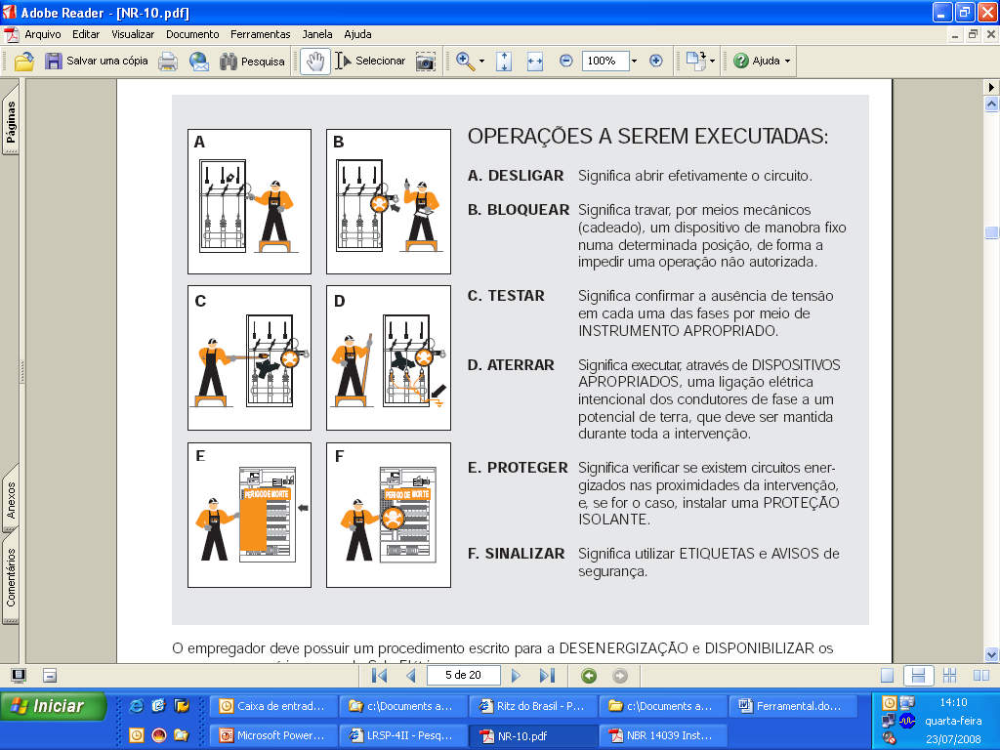 Adobe Reader - [NR-10.pdf]
Arquivo Editar Visualizar Documento Ferramentas Janela Ajuda
Salvar uma cópia Pesquisa Selecionar 100% Ajuda
Páginas
Anexos
Comentários
A
B
C
D
E
PERIGO DE MORTE
F
PERIGO DE MORTE
OPERAÇÕES A SEREM EXECUTADAS:
A. DESLIGAR Significa abrir efetivamente o circuito.
B. BLOQUEAR Significa travar, por meios mecânicos
(cadeado), um dispositivo de manobra fixo
numa determinada posição, de forma a
impedir uma operação não autorizada.
C. TESTAR Significa confirmar a ausência de tensão
em cada uma das fases por meio de
INSTRUMENTO APROPRIADO.
D. ATERRAR Significa executar, através de DISPOSITIVOS
APROPRIADOS, uma ligação elétrica
intencional dos condutores de fase a um
potencial de terra, que deve ser mantida
durante toda a intervenção.
E. PROTEGER Significa verificar se existem circuitos ener-
gizados nas proximidades da intervenção,
e, se for o caso, instalar uma PROTEÇÃO
ISOLANTE.
F. SINALIZAR Significa utilizar ETIQUETAS e AVISOS de
segurança.
O empregador deve possuir um procedimento escrito para a DESENERGIZAÇÃO e DISPONIBILIZAR os
5 de 20
Iniciar
Caixa de entrad...
c:\Documents a...
Ritz do Brasil - P...
c:\Documents a...
Ferramental.do...
Microsoft Power...
LRSP-4II - Pesq...
NR-10.pdf
NBR 14039 Inst...
14:10
quarta-feira
23/07/2008